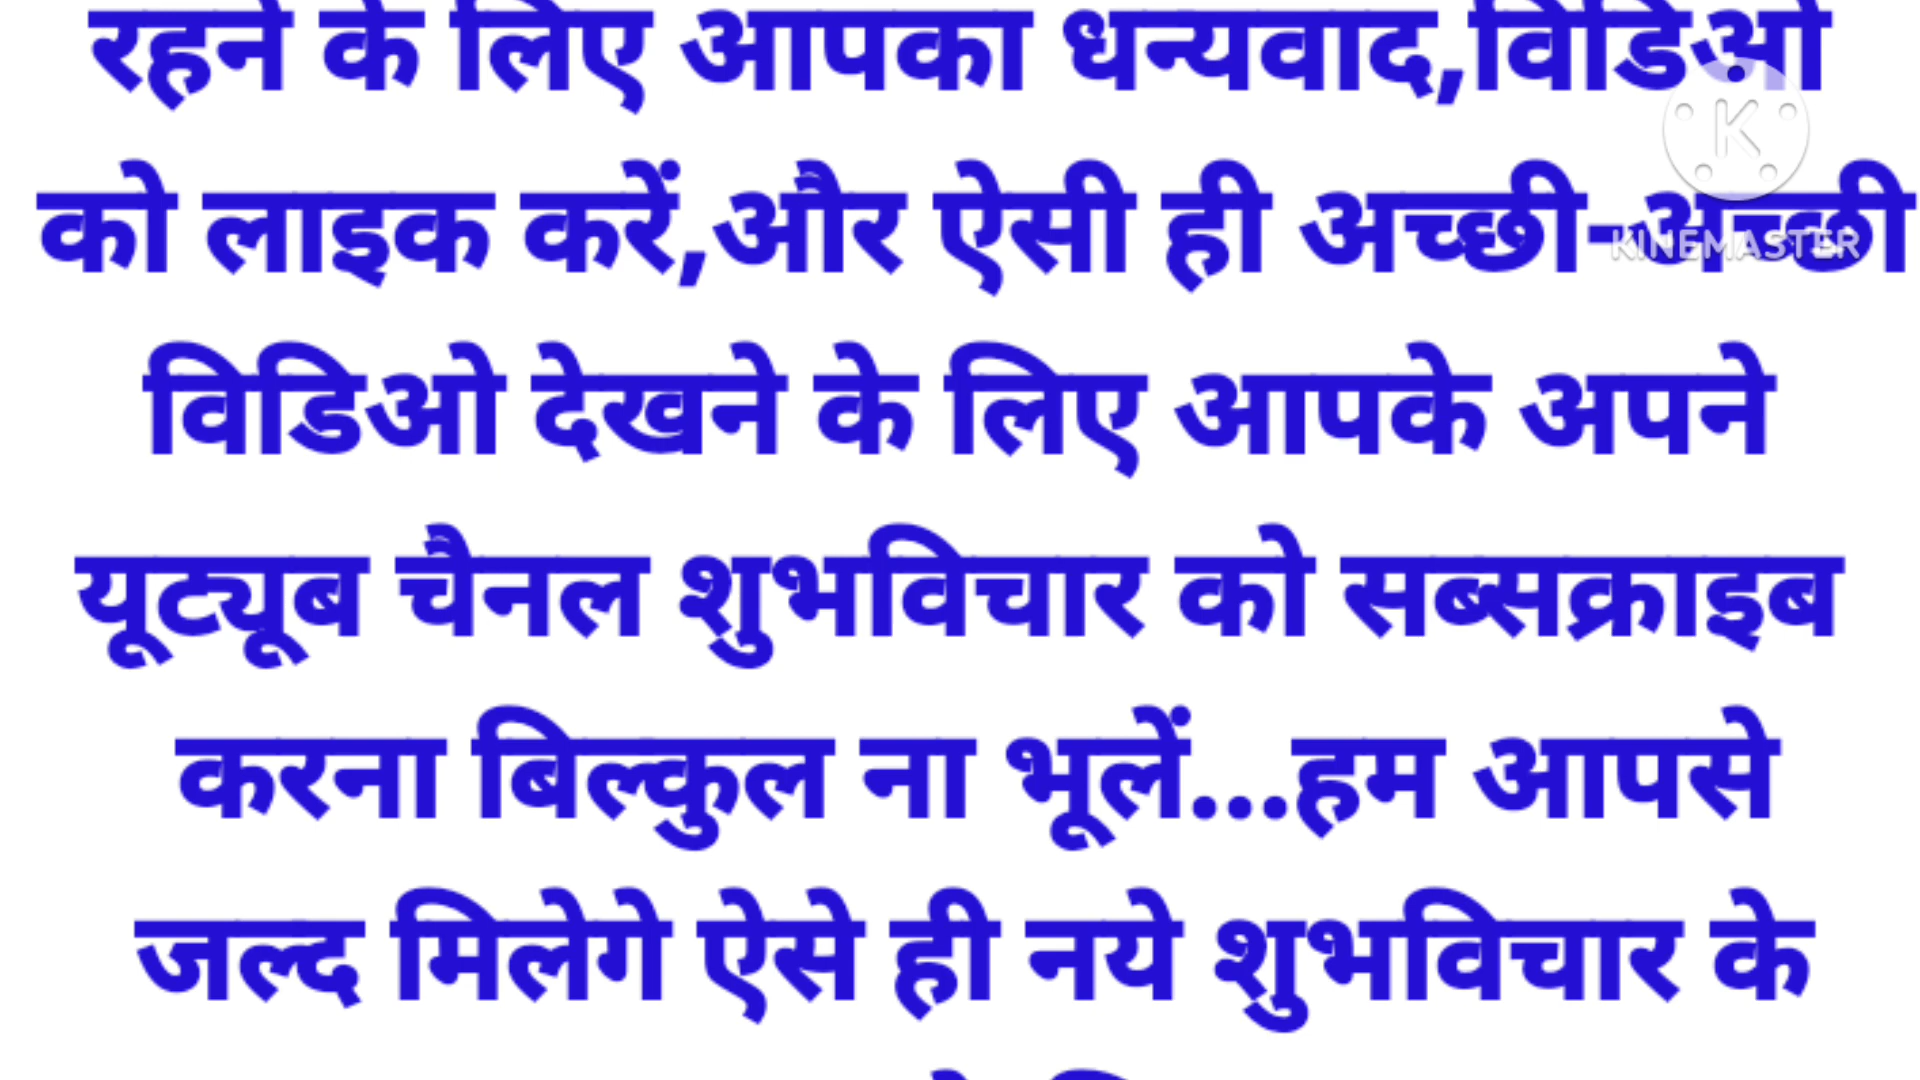 रहने के लिए आपका धन्यवाद,विडिओ
को लाइक करें,और ऐसी ही अच्छी-अच्छी
KINEMASTER
विडिओ देखने के लिए आपके अपने
यूट्यूब चैनल शुभविचार को सब्सक्राइब
करना बिल्कुल ना भूलें...हम आपसे
जल्द मिलेगे ऐसे ही नये शुभविचार के